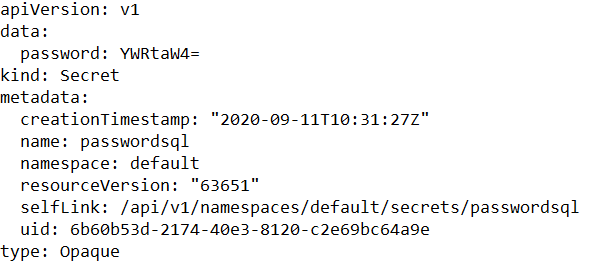 apiVersion: v1
data:
  password: YWRtaW4=
kind: Secret
metadata:
  creationTimestamp: "2020-09-11T10:31:27Z"
  name: passwordsql
  namespace: default
  resourceVersion: "63651"
  selfLink: /api/v1/namespaces/default/secrets/passwordsql
  uid: 6b60b53d-2174-40e3-8120-c2e69bc64a9e
type: Opaque